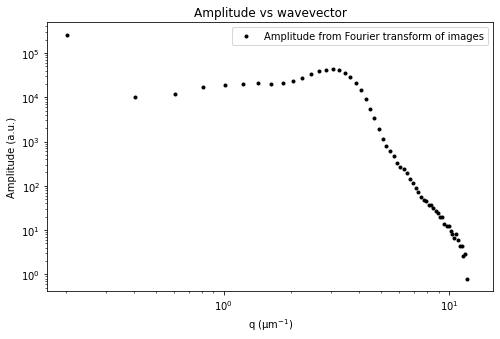 Amplitude vs wavevector
Amplitude from Fourier transform of images
10⁵
10⁴
10³
10²
10¹
10⁰
Amplitude (a.u.)
10⁰ 10¹
q (µm⁻¹)